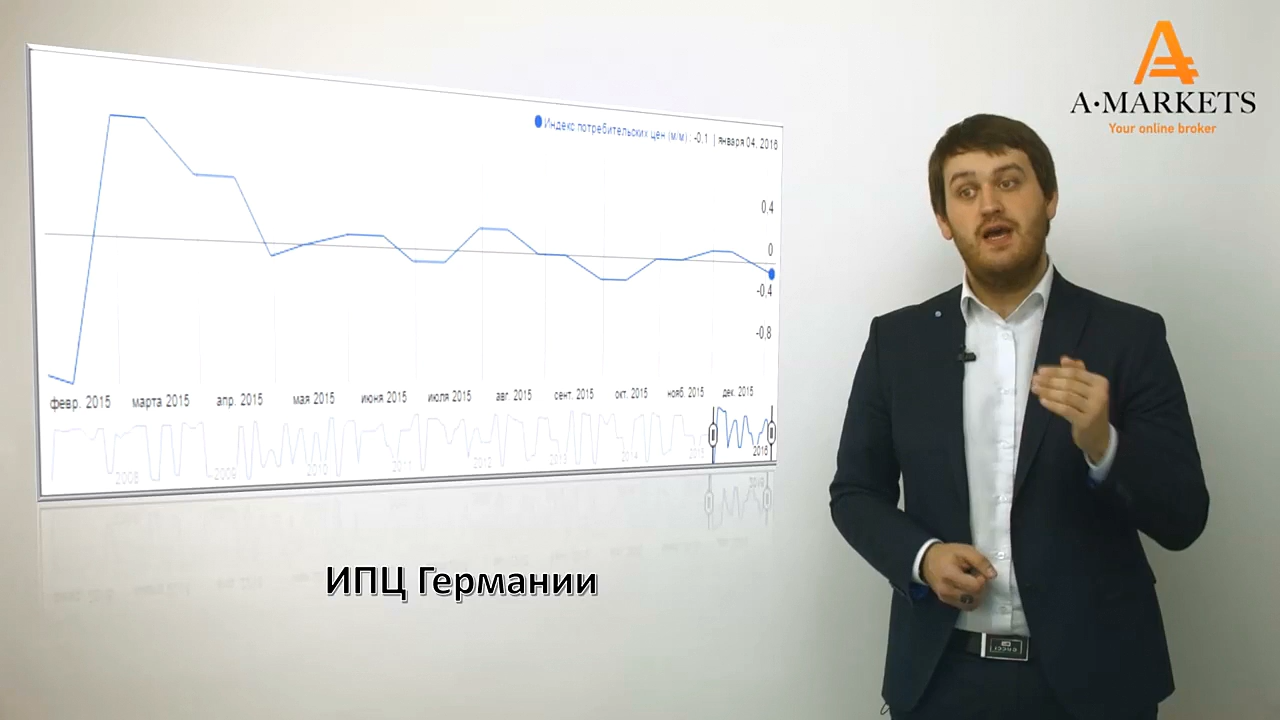 A
A·MARKETS
Your online broker
Индекс потребительских цен (м/м) : -0.1 | января 04, 2016
0.4
0
-0.4
-0.8
февр. 2015 марта 2015 апр. 2015 мая 2015 июня 2015 июля 2015 авг. 2015 сент. 2015 окт. 2015 нояб. 2015 дек. 2015
2008 2009 2010 2011 2012 2013 2014 2015 2016
ИПЦ Германии